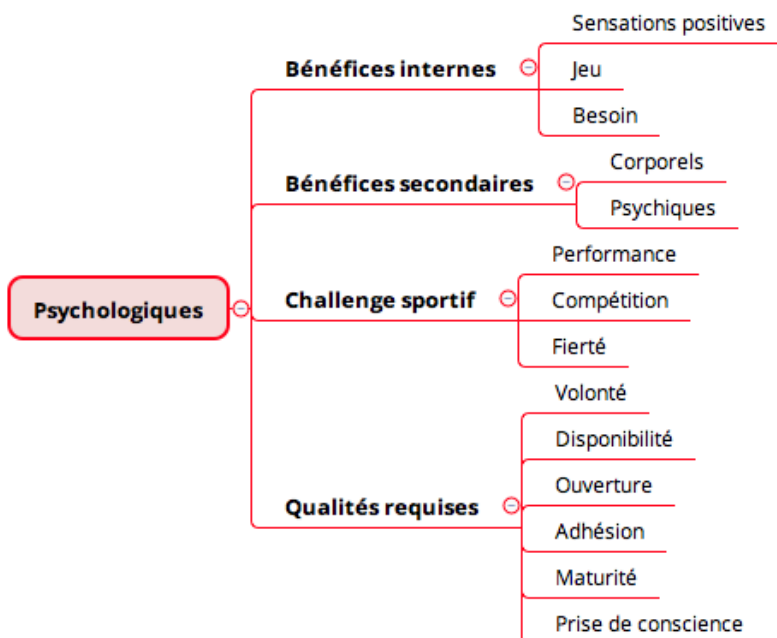 Psychologiques
Bénéfices internes
Sensations positives
Jeu
Besoin
Bénéfices secondaires
Corporels
Psychiques
Challenge sportif
Performance
Compétition
Fierté
Qualités requises
Volonté
Disponibilité
Ouverture
Adhésion
Maturité
Prise de conscience